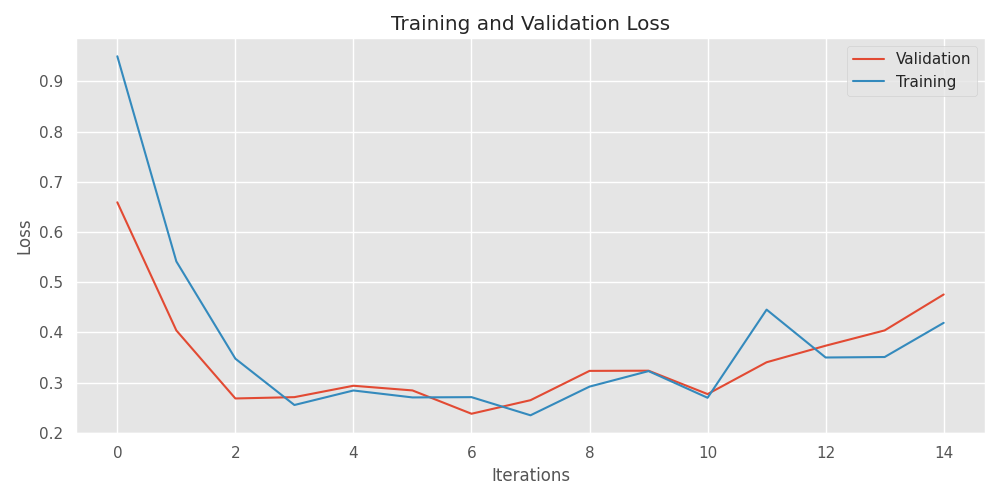 Training and Validation Loss
Validation
Training
Loss
0.9
0.8
0.7
0.6
0.5
0.4
0.3
0.2
0 2 4 6 8 10 12 14
Iterations